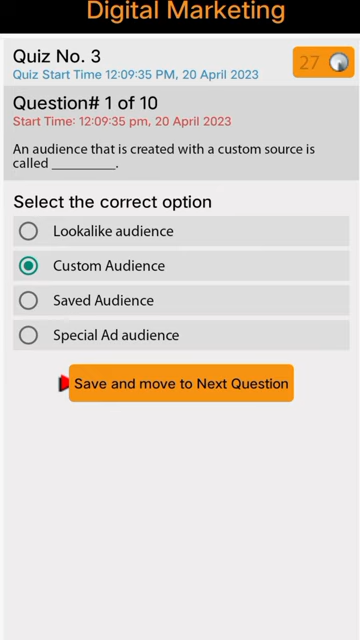 Digital Marketing
Quiz No. 3
Quiz Start Time 12:09:35 PM, 20 April 2023
27
Question# 1 of 10
Start Time: 12:09:35 pm, 20 April 2023
An audience that is created with a custom source is
called _________.
Select the correct option
Lookalike audience
Custom Audience
Saved Audience
Special Ad audience
Save and move to Next Question